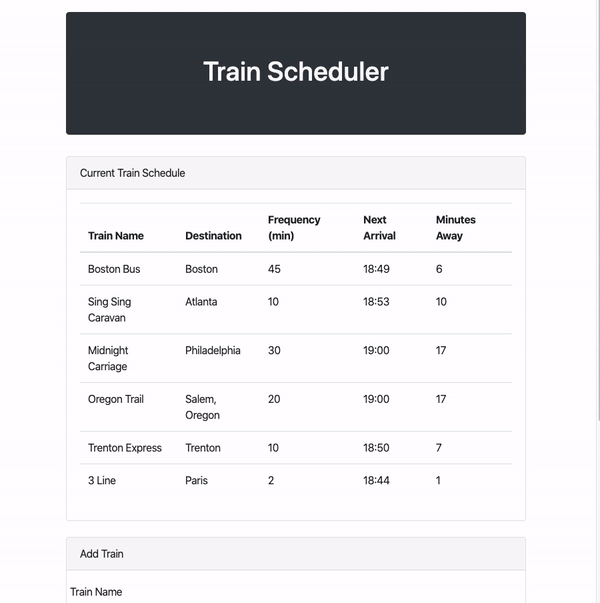 Train Scheduler
Current Train Schedule
Train Name Destination Frequency (min) Next Arrival Minutes Away
Boston Bus Boston 45 18:49 6
Sing Sing Caravan Atlanta 10 18:53 10
Midnight Carriage Philadelphia 30 19:00 17
Oregon Trail Salem, Oregon 20 19:00 17
Trenton Express Trenton 10 18:50 7
3 Line Paris 2 18:44 1
Add Train
Train Name